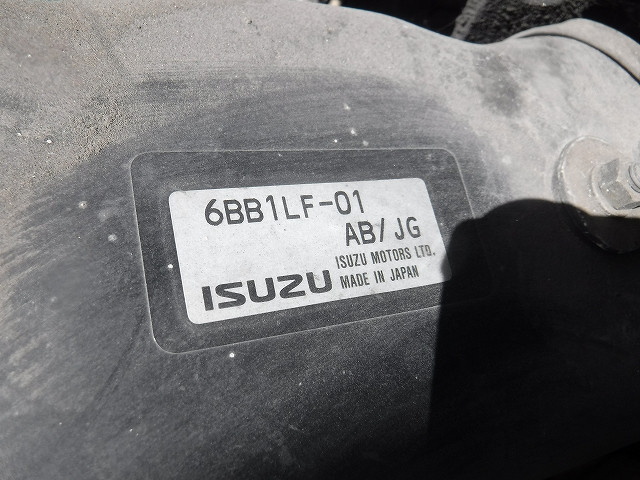 6BB1LF-01
AB/JG
ISUZU MOTORS LTD.
ISUZU MADE IN JAPAN